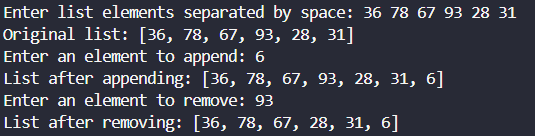 Enter list elements separated by space: 36 78 67 93 28 31
Original list: [36, 78, 67, 93, 28, 31]
Enter an element to append: 6
List after appending: [36, 78, 67, 93, 28, 31, 6]
Enter an element to remove: 93
List after removing: [36, 78, 67, 28, 31, 6]